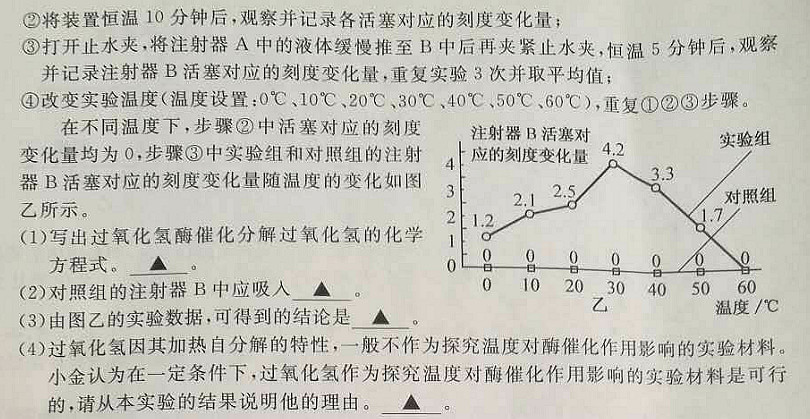 ②将装置恒温 10 分钟后,观察并记录各活塞对应的刻度变化量;
③打开止水夹,将注射器 A 中的液体缓慢推至 B 中后再夹紧止水夹,恒温 5 分钟后,观察
并记录注射器 B 活塞对应的刻度变化量,重复实验 3 次并取平均值;
④改变实验温度(温度设置:0℃、10℃、20℃、30℃、40℃、50℃、60℃),重复①②③步骤。
在不同温度下,步骤②中活塞对应的刻度
变化量均为 0,步骤③中实验组和对照组的注射
器 B 活塞对应的刻度变化量随温度的变化如图
乙所示。
(1)写出过氧化氢酶催化分解过氧化氢的化学
方程式。 ▲ 。
(2)对照组的注射器 B 中应吸入 ▲ 。
(3)由图乙的实验数据,可得到的结论是 ▲ 。
(4)过氧化氢因其加热自分解的特性,一般不作为探究温度对酶催化作用影响的实验材料。
小金认为在一定条件下,过氧化氢作为探究温度对酶催化作用影响的实验材料是可行
的,请从本实验的结果说明他的理由。 ▲ 。
注射器 B 活塞对
应的刻度变化量
实验组
对照组
4
3
2
1
0
1.2
2.1
2.5
4.2
3.3
1.7
0 0 0 0 0 0 0
0 10 20 30 40 50 60
乙
温度/℃